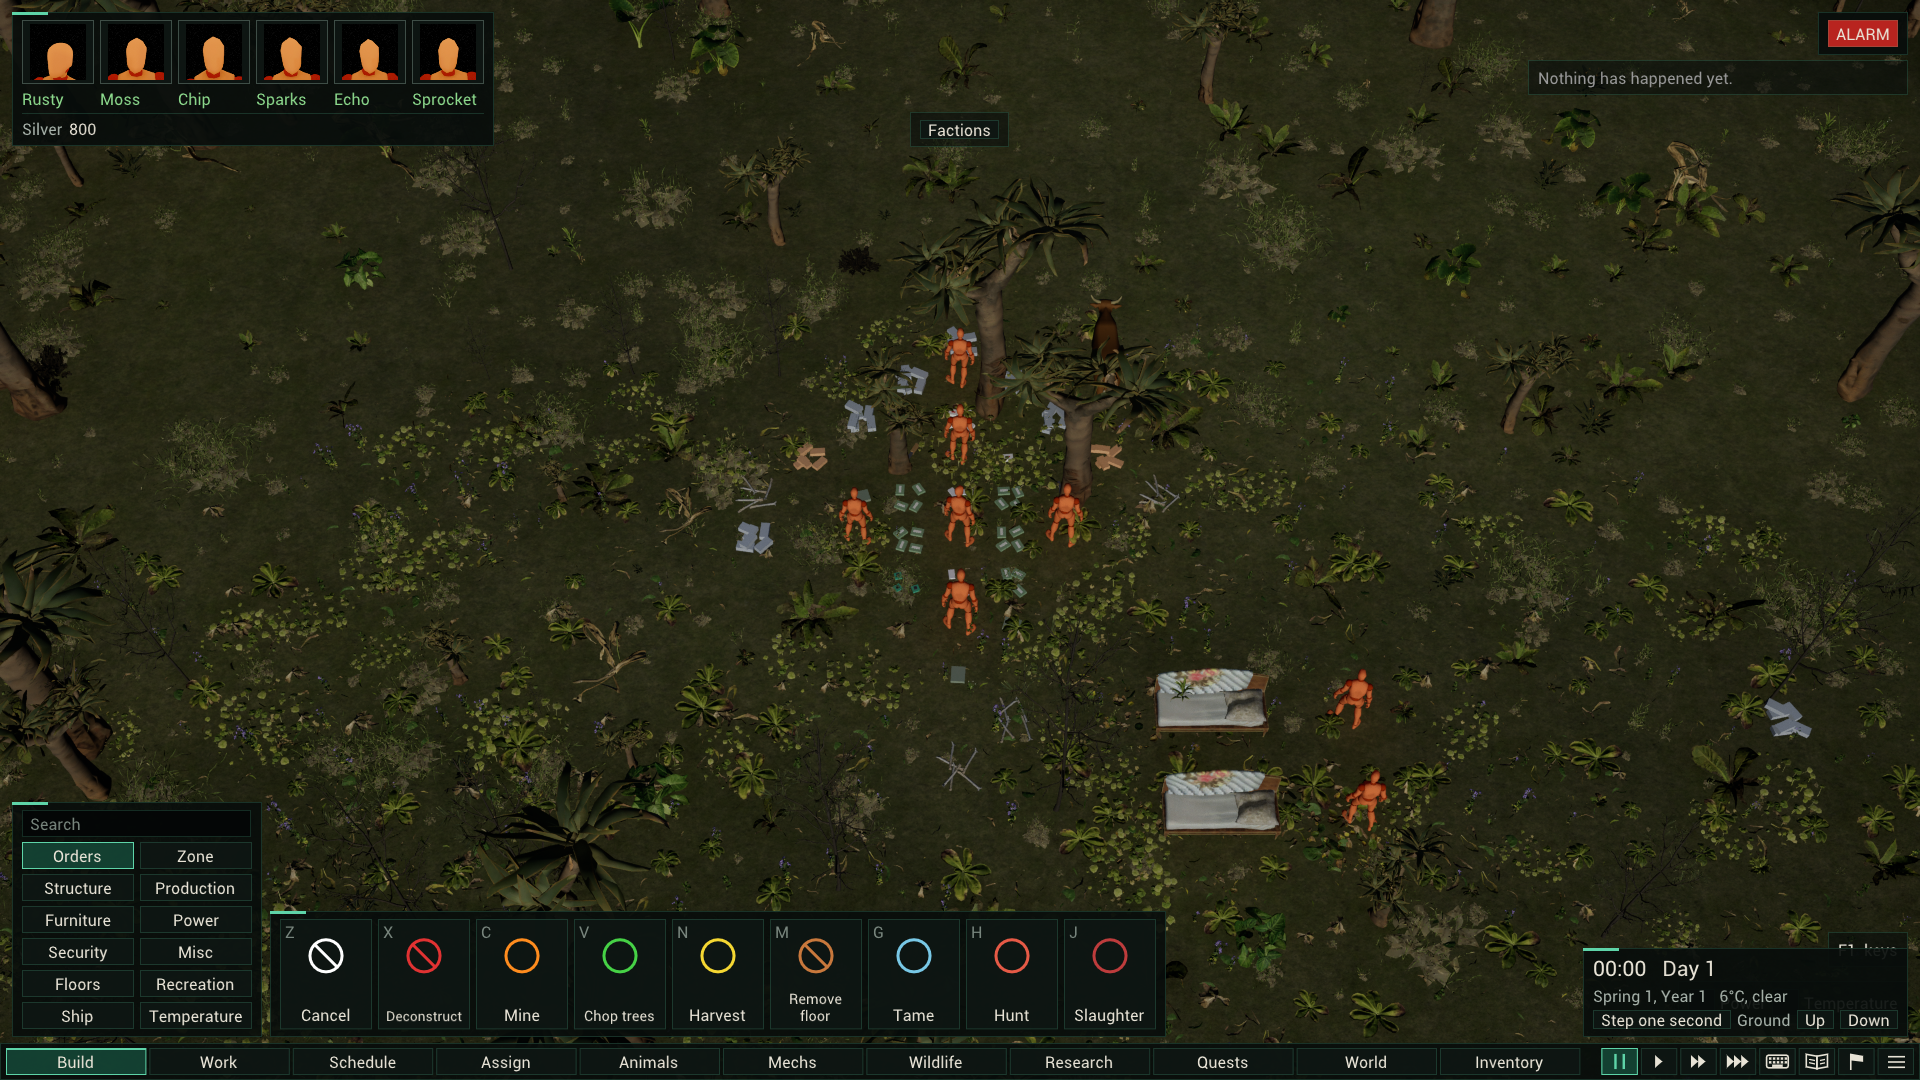 Rusty Moss Chip Sparks Echo Sprocket
Silver 800
ALARM
Nothing has happened yet.
Factions
Search
Orders Zone
Structure Production
Furniture Power
Security Misc
Floors Recreation
Ship Temperature
Z X C V N M G H J
Cancel Deconstruct Mine Chop trees Harvest Remove floor Tame Hunt Slaughter
F1 keys
00:00 Day 1
Spring 1, Year 1 6°C, clear
Temperature
Step one second Ground Up Down
Build Work Schedule Assign Animals Mechs Wildlife Research Quests World Inventory